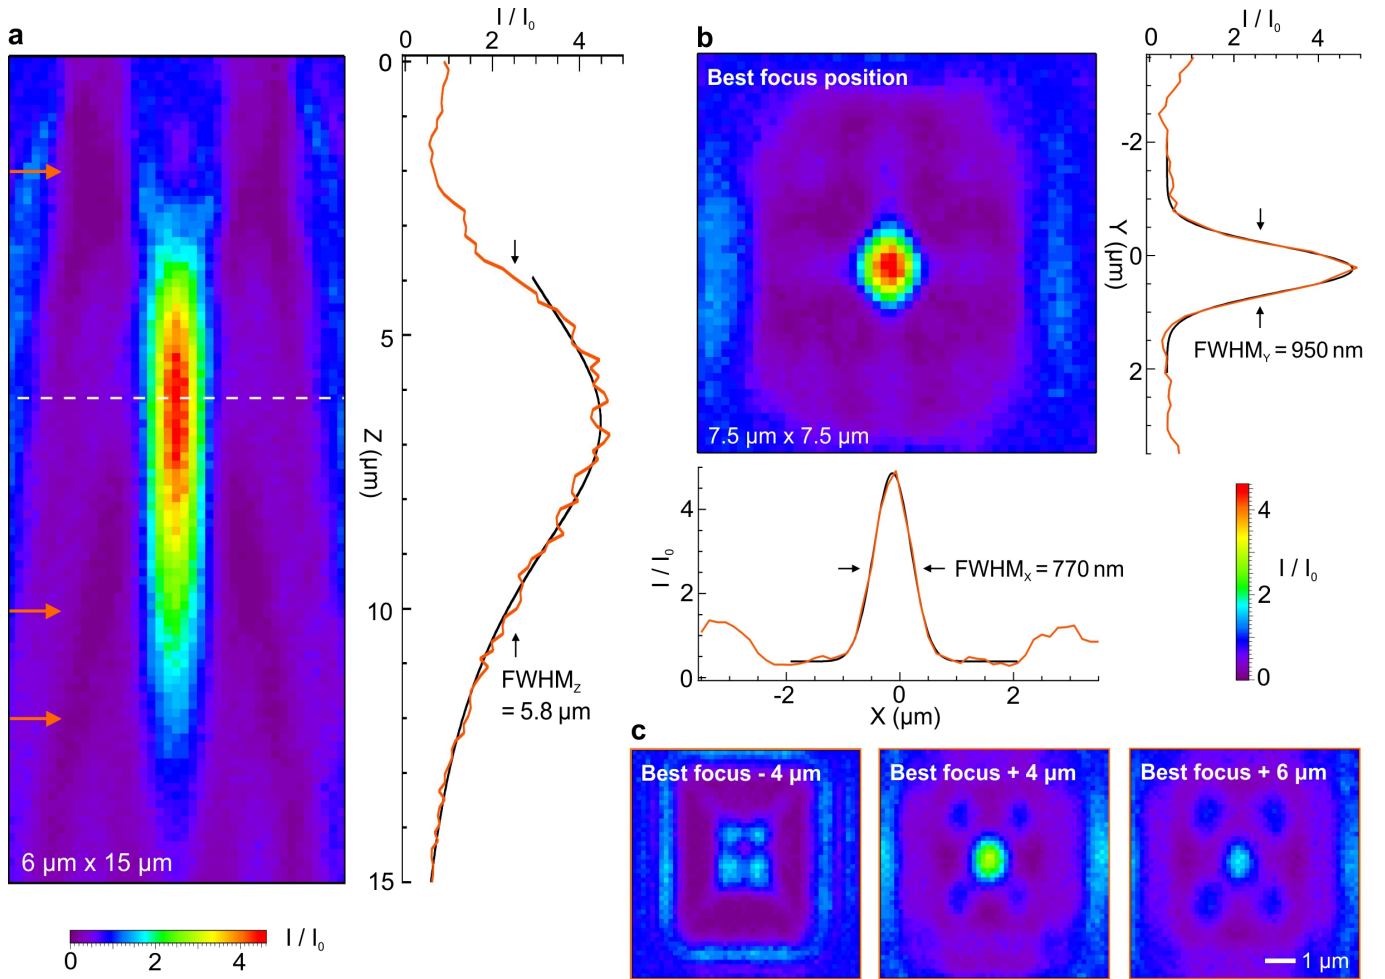 a
I / I₀
0 2 4
0
5
10
15
Z (µm)
FWHM_Z
= 5.8 µm
6 µm x 15 µm
0 2 4
I / I₀
b
Best focus position
7.5 µm x 7.5 µm
I / I₀
0 2 4
-2
0
2
Y (µm)
FWHM_Y = 950 nm
I / I₀
4
2
0
FWHM_X = 770 nm
-2 0 2
X (µm)
4
2
0
I / I₀
c
Best focus - 4 µm
Best focus + 4 µm
Best focus + 6 µm
1 µm